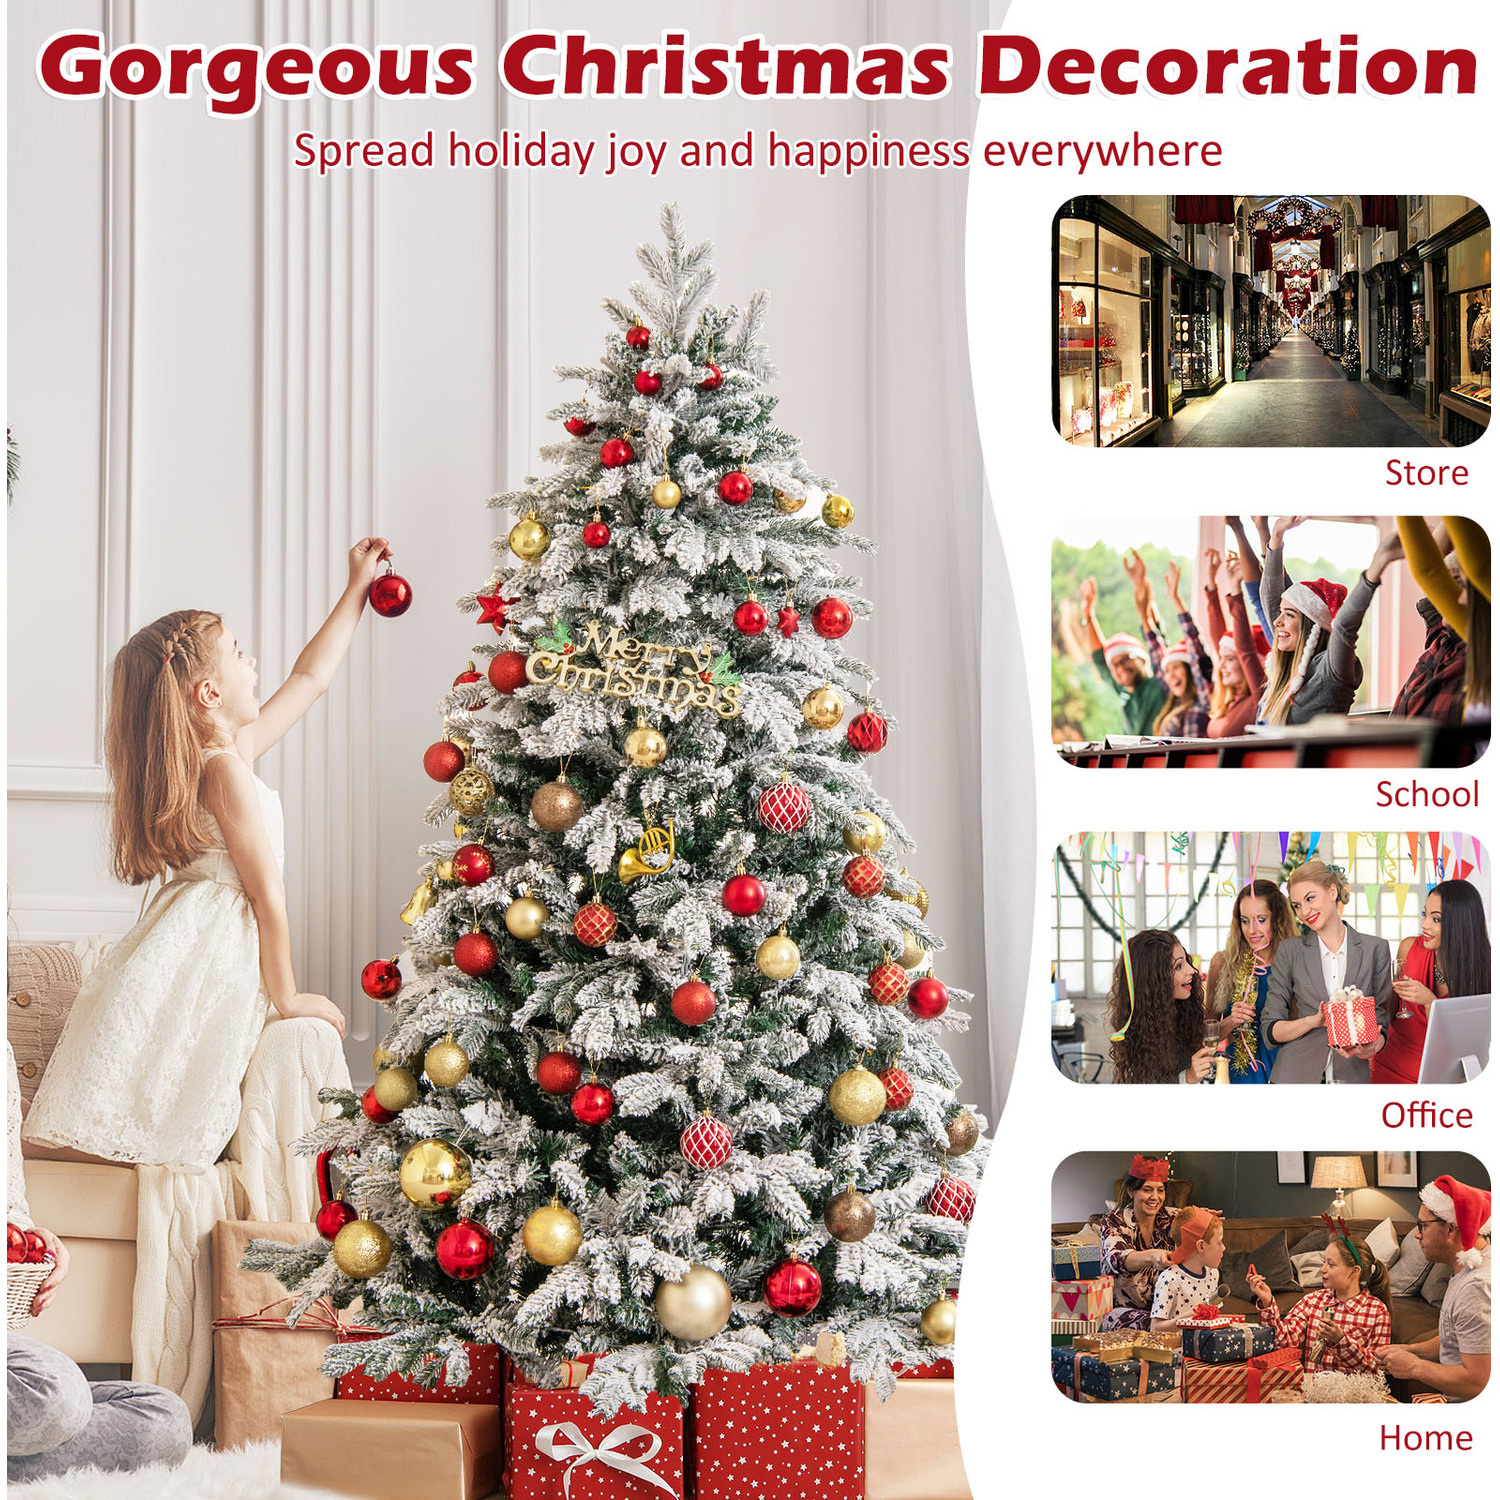 Gorgeous Christmas Decoration
Spread holiday joy and happiness everywhere
Merry
Christmas
Store
School
Office
Home